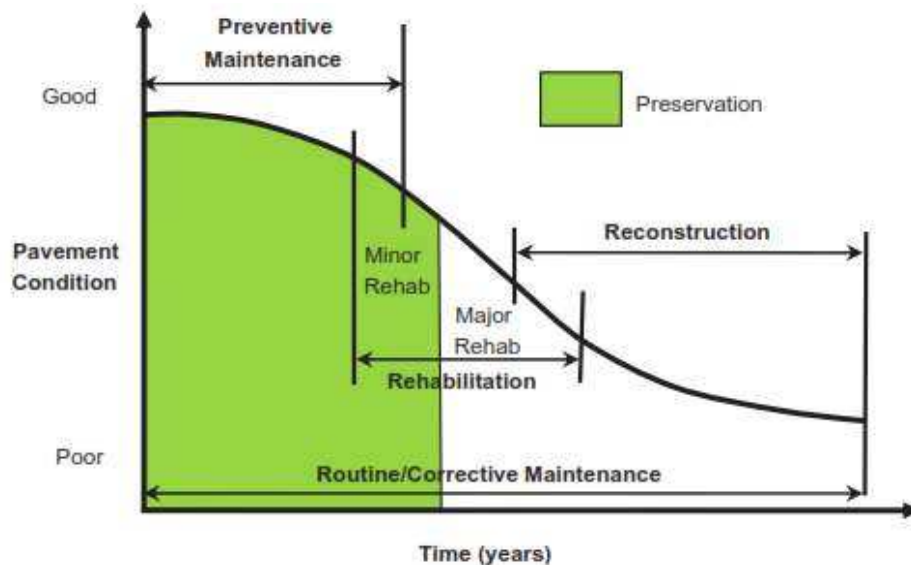 Preventive
Maintenance
Good
Preservation
Reconstruction
Pavement
Condition
Minor
Rehab
Major
Rehab
Rehabilitation
Poor
Routine/Corrective Maintenance
Time (years)